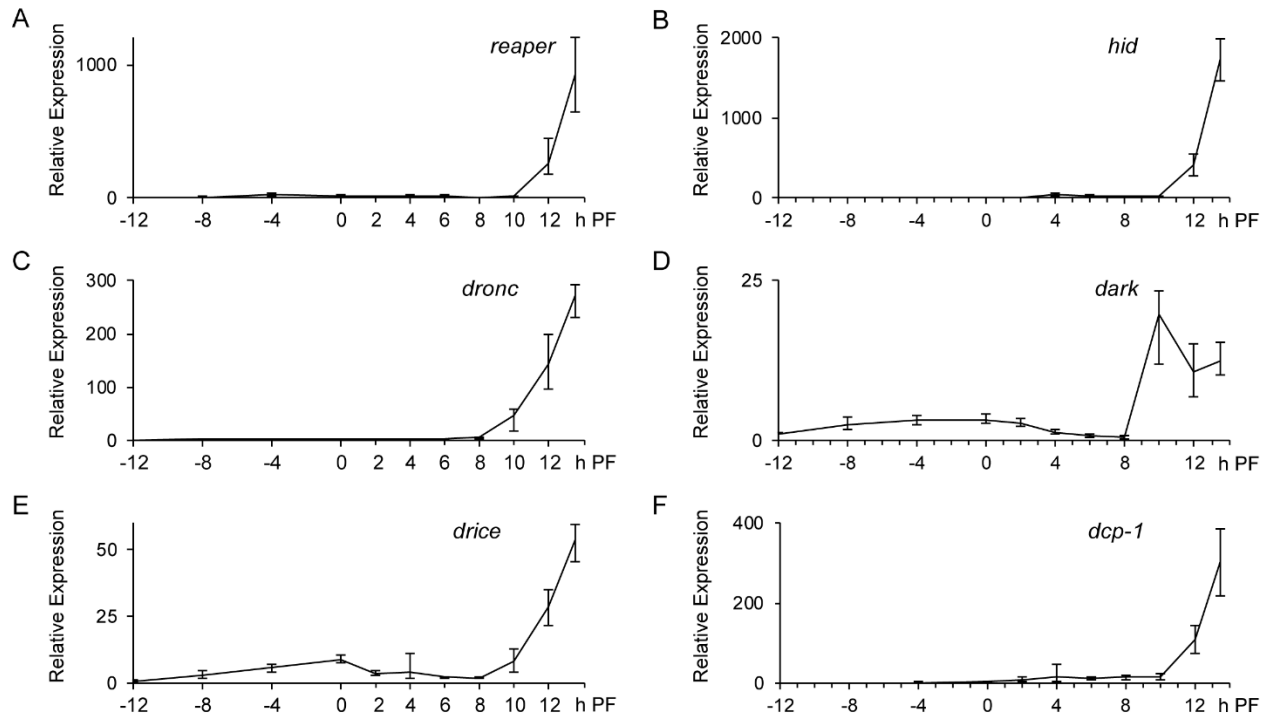 A
Relative Expression
reaper
1000
0
-12 -8 -4 0 2 4 6 8 10 12 h PF
B
Relative Expression
hid
2000
1000
0
-12 -8 -4 0 4 8 12 h PF
C
Relative Expression
dronc
300
200
100
0
-12 -8 -4 0 2 4 6 8 10 12 h PF
D
Relative Expression
dark
25
0
-12 -8 -4 0 4 8 12 h PF
E
Relative Expression
drice
50
25
0
-12 -8 -4 0 2 4 6 8 10 12 h PF
F
Relative Expression
dcp-1
400
200
0
-12 -8 -4 0 4 8 12 h PF